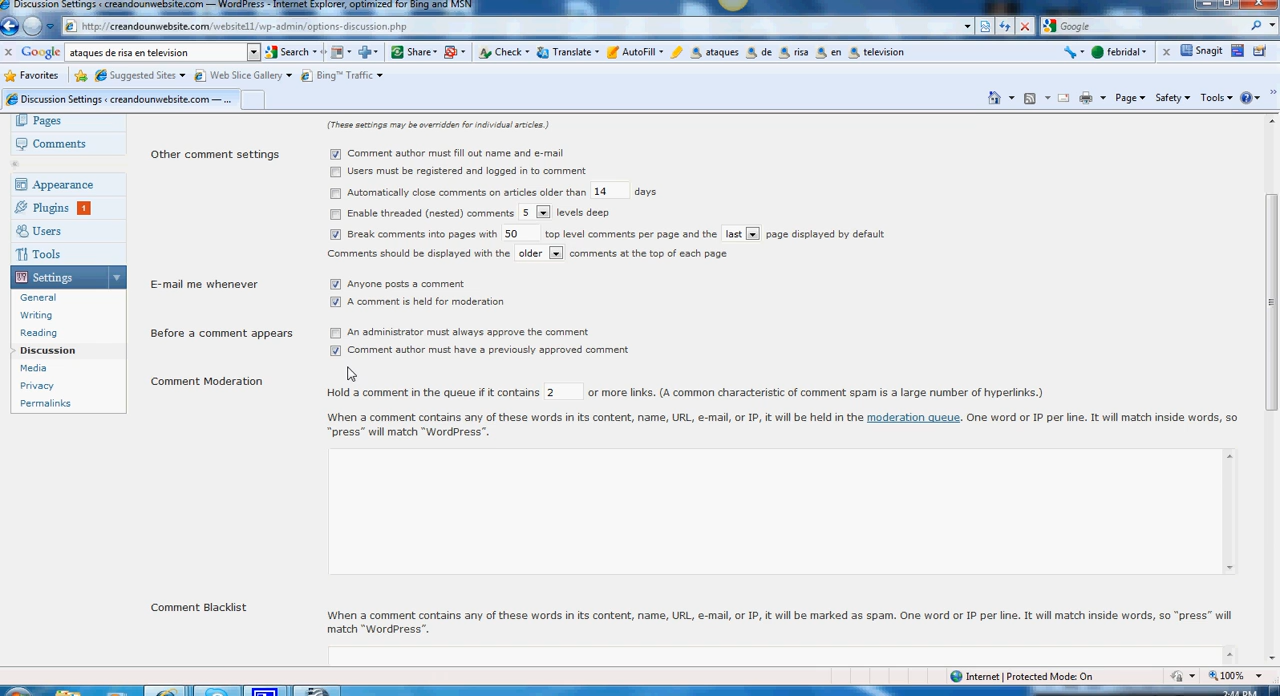 Discussion Settings ‹ creandounwebsite.com — WordPress - Internet Explorer, optimized for Bing and MSN
http://creandounwebsite.com/website11/wp-admin/options-discussion.php
Google
Google ataques de risa en television Search Share Check Translate AutoFill ataques de risa en television febridal Snagit
Favorites Suggested Sites Web Slice Gallery Bing™ Traffic
Discussion Settings ‹ creandounwebsite.com — ... Page Safety Tools
Pages
Comments
Appearance
Plugins 1
Users
Tools
Settings
General
Writing
Reading
Discussion
Media
Privacy
Permalinks
(These settings may be overridden for individual articles.)
Other comment settings
Comment author must fill out name and e-mail
Users must be registered and logged in to comment
Automatically close comments on articles older than 14 days
Enable threaded (nested) comments 5 levels deep
Break comments into pages with 50 top level comments per page and the last page displayed by default
Comments should be displayed with the older comments at the top of each page
E-mail me whenever
Anyone posts a comment
A comment is held for moderation
Before a comment appears
An administrator must always approve the comment
Comment author must have a previously approved comment
Comment Moderation
Hold a comment in the queue if it contains 2 or more links. (A common characteristic of comment spam is a large number of hyperlinks.)
When a comment contains any of these words in its content, name, URL, e-mail, or IP, it will be held in the moderation queue. One word or IP per line. It will match inside words, so
“press” will match “WordPress”.
Comment Blacklist
When a comment contains any of these words in its content, name, URL, e-mail, or IP, it will be marked as spam. One word or IP per line. It will match inside words, so “press” will
match “WordPress”.
Internet | Protected Mode: On
100%
2:44 PM